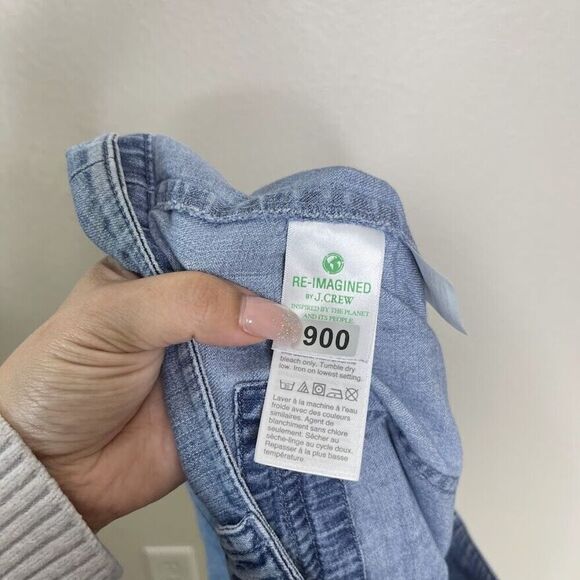 RE-IMAGINED
BY J.CREW
INSPIRED BY THE PLANET
AND ITS PEOPLE
900
bleach only. Tumble dry
low. Iron on lowest setting.
Laver à la machine à l'eau
froide avec des couleurs
similaires. Agent de
blanchiment sans chlore
seulement. Sécher au
sèche-linge au cycle doux.
Repasser à la plus basse
température.